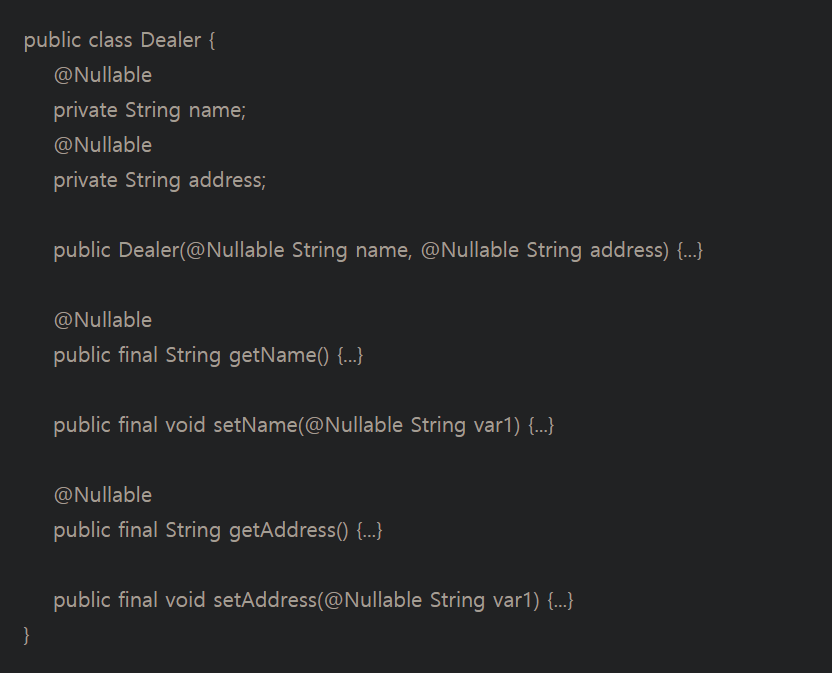 public class Dealer {
@Nullable
private String name;
@Nullable
private String address;
public Dealer(@Nullable String name, @Nullable String address) {...}
@Nullable
public final String getName() {...}
public final void setName(@Nullable String var1) {...}
@Nullable
public final String getAddress() {...}
public final void setAddress(@Nullable String var1) {...}
}